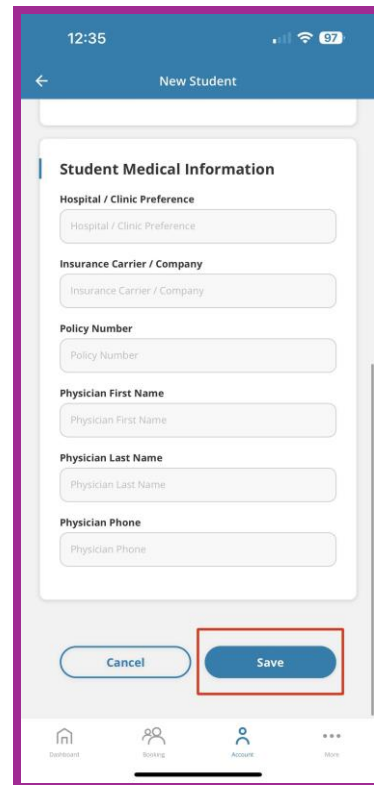 12:35
97
New Student
Student Medical Information
Hospital / Clinic Preference
Hospital / Clinic Preference
Insurance Carrier / Company
Insurance Carrier / Company
Policy Number
Policy Number
Physician First Name
Physician First Name
Physician Last Name
Physician Last Name
Physician Phone
Physician Phone
Cancel Save
Dashboard Booking Account More